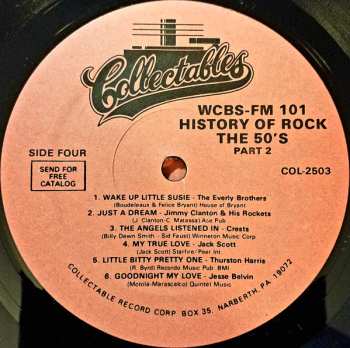 Collectables
WCBS-FM 101
HISTORY OF ROCK
THE 50'S
PART 2
SIDE FOUR
SEND FOR
FREE
CATALOG
COL-2503
1. WAKE UP LITTLE SUSIE - The Everly Brothers
(Boudeleaux & Felice Bryant) House of Bryant
2. JUST A DREAM - Jimmy Clanton & His Rockets
(J. Clanton-C. Matassa) Ace Pub
3. THE ANGELS LISTENED IN - Crests
(Billy Dawn Smith - Sid Faust) Winneton Music Corp
4. MY TRUE LOVE - Jack Scott
(Jack Scott) Starfire/Peer Int
5. LITTLE BITTY PRETTY ONE - Thurston Harris
(R. Byrd) Recordo Music Pub. BMI
6. GOODNIGHT MY LOVE - Jesse Belvin
(Motola-Marascalco) Quintet Music
COLLECTABLE RECORD CORP. BOX 35, NARBERTH, PA. 19072